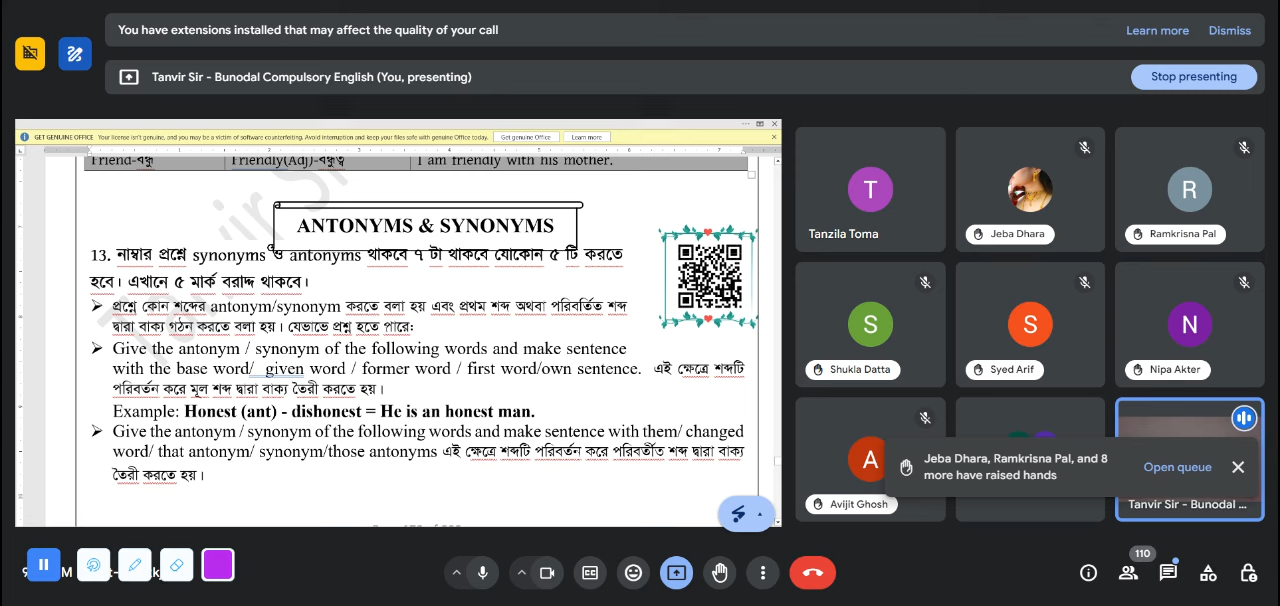 You have extensions installed that may affect the quality of your call
Learn more
Dismiss
Tanvir Sir - Bunodal Compulsory English (You, presenting)
Stop presenting
GET GENUINE OFFICE Your license isn't genuine, and you may be a victim of software counterfeiting. Avoid interruption and keep your files safe with genuine Office today.
Get genuine Office
Learn more
Friend-বন্ধু
Friendly(Adj)-বন্ধুত্ব
I am friendly with his mother.
ANTONYMS & SYNONYMS
13. নাম্বার প্রশ্নে synonyms ও antonyms থাকবে ৭ টা থাকবে যোকোন ৫ টি করতে
হবে। এখানে ৫ মার্ক বরাদ্দ থাকবে।
➢ প্রশ্নে কোন শব্দের antonym/synonym করতে বলা হয় এবং প্রথম শব্দ অথবা পরিবর্তিত শব্দ
দ্বারা বাক্য গঠন করতে বলা হয়। যেভাভে প্রশ্ন হতে পারে:
➢ Give the antonym / synonym of the following words and make sentence
with the base word/ given word / former word / first word/own sentence. এই ক্ষেত্রে শব্দটি
পরিবর্তন করে মূল শব্দ দ্বারা বাক্য তৈরী করতে হয়।
Example: Honest (ant) - dishonest = He is an honest man.
➢ Give the antonym / synonym of the following words and make sentence with them/ changed
word/ that antonym/ synonym/those antonyms এই ক্ষেত্রে শব্দটি পরিবর্তন করে পরিবর্তীত শব্দ দ্বারা বাক্য
তৈরী করতে হয়।
T
Tanzila Toma
Jeba Dhara
R
Ramkrisna Pal
S
Shukla Datta
S
Syed Arif
N
Nipa Akter
A
Avijit Ghosh
Jeba Dhara, Ramkrisna Pal, and 8
more have raised hands
Open queue
Tanvir Sir - Bunodal ...
110